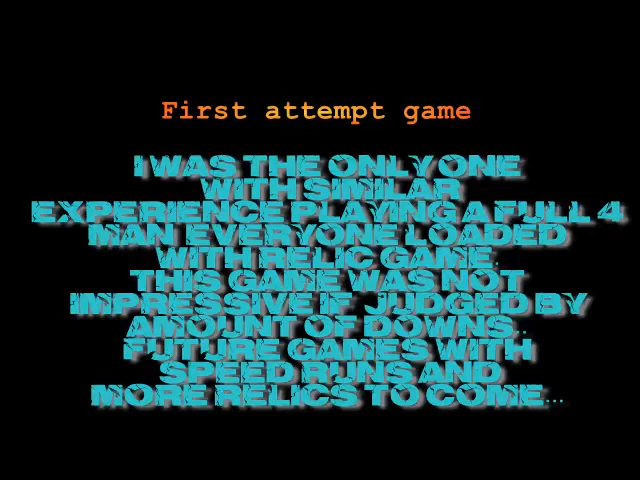 First attempt game
I WAS THE ONLY ONE
WITH SIMILAR
EXPERIENCE PLAYING A FULL 4
MAN EVERYONE LOADED
WITH RELIC GAME.
THIS GAME WAS NOT
IMPRESSIVE IF JUDGED BY
AMOUNT OF DOWNS..
FUTURE GAMES WITH
SPEED RUNS AND
MORE RELICS TO COME...